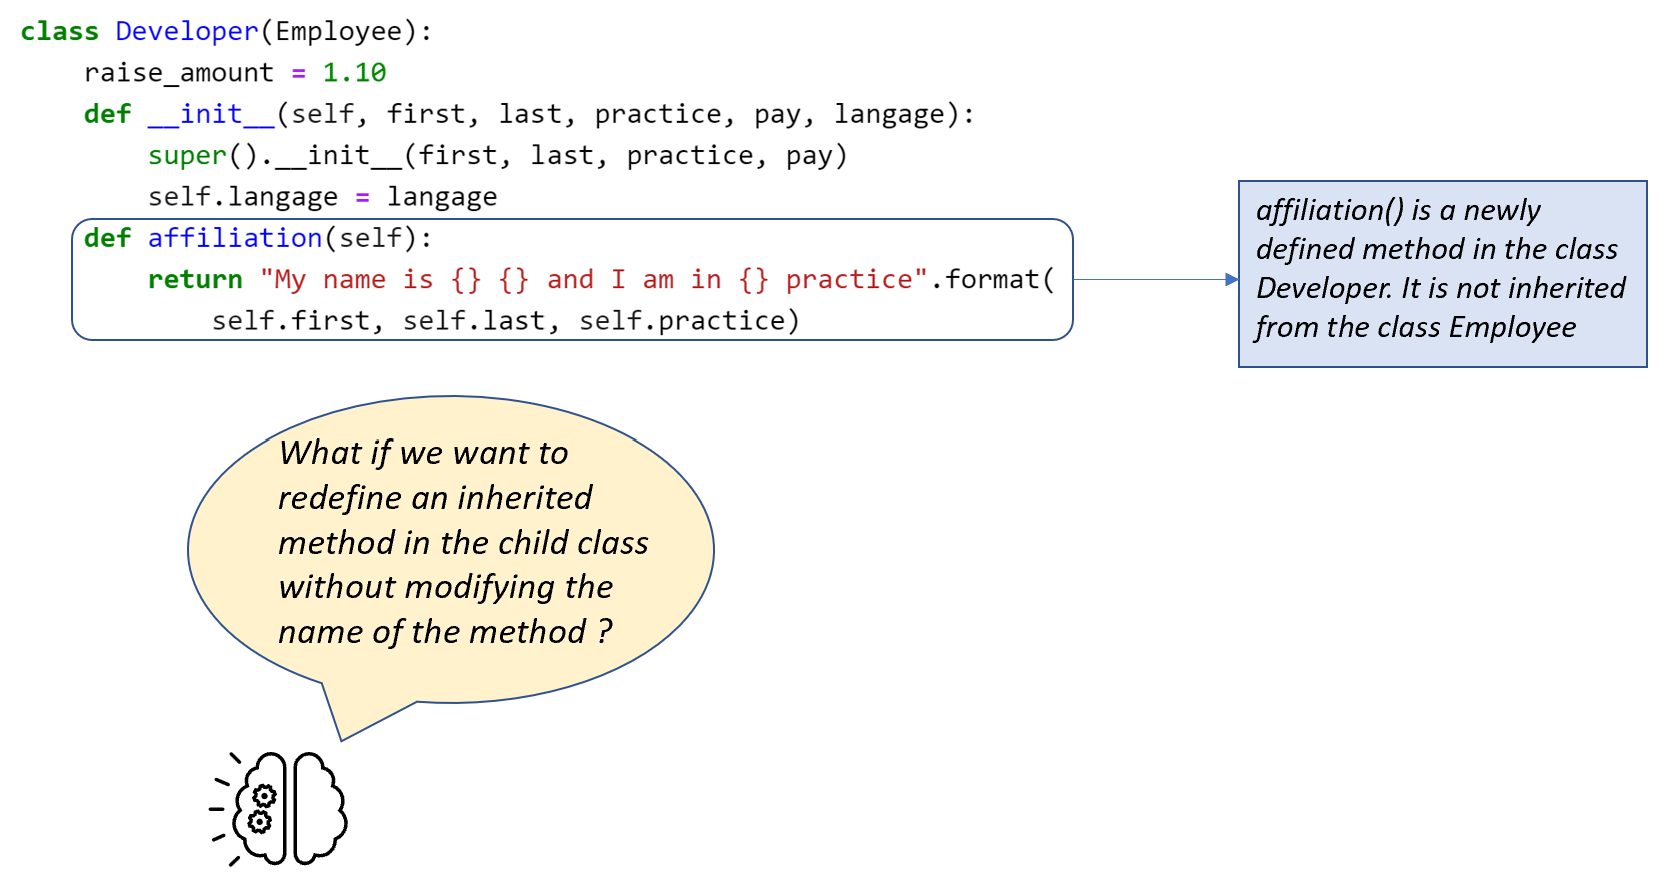 class Developer(Employee):
raise_amount = 1.10
def __init__(self, first, last, practice, pay, langage):
super().__init__(first, last, practice, pay)
self.langage = langage
def affiliation(self):
return "My name is {} {} and I am in {} practice".format(
self.first, self.last, self.practice)
affiliation() is a newly
defined method in the class
Developer. It is not inherited
from the class Employee
What if we want to
redefine an inherited
method in the child class
without modifying the
name of the method ?